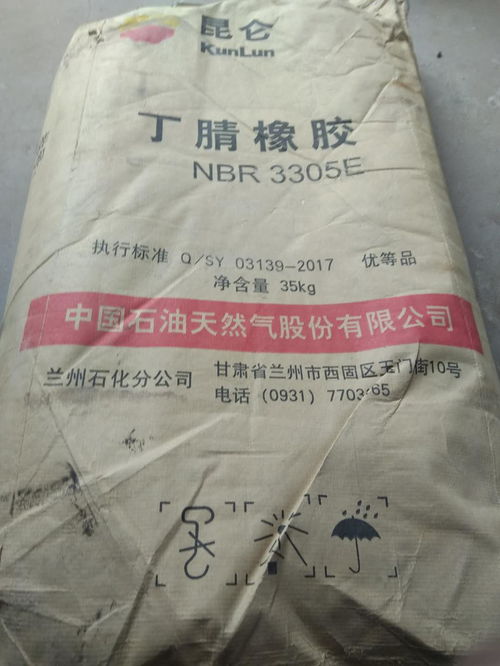 昆仑
KunLun
丁腈橡胶
NBR 3305E
执行标准 Q/SY 03139-2017 优等品
净含量 35kg
中国石油天然气股份有限公司
兰州石化分公司 甘肃省兰州市西固区玉门街10号
电话 (0931)